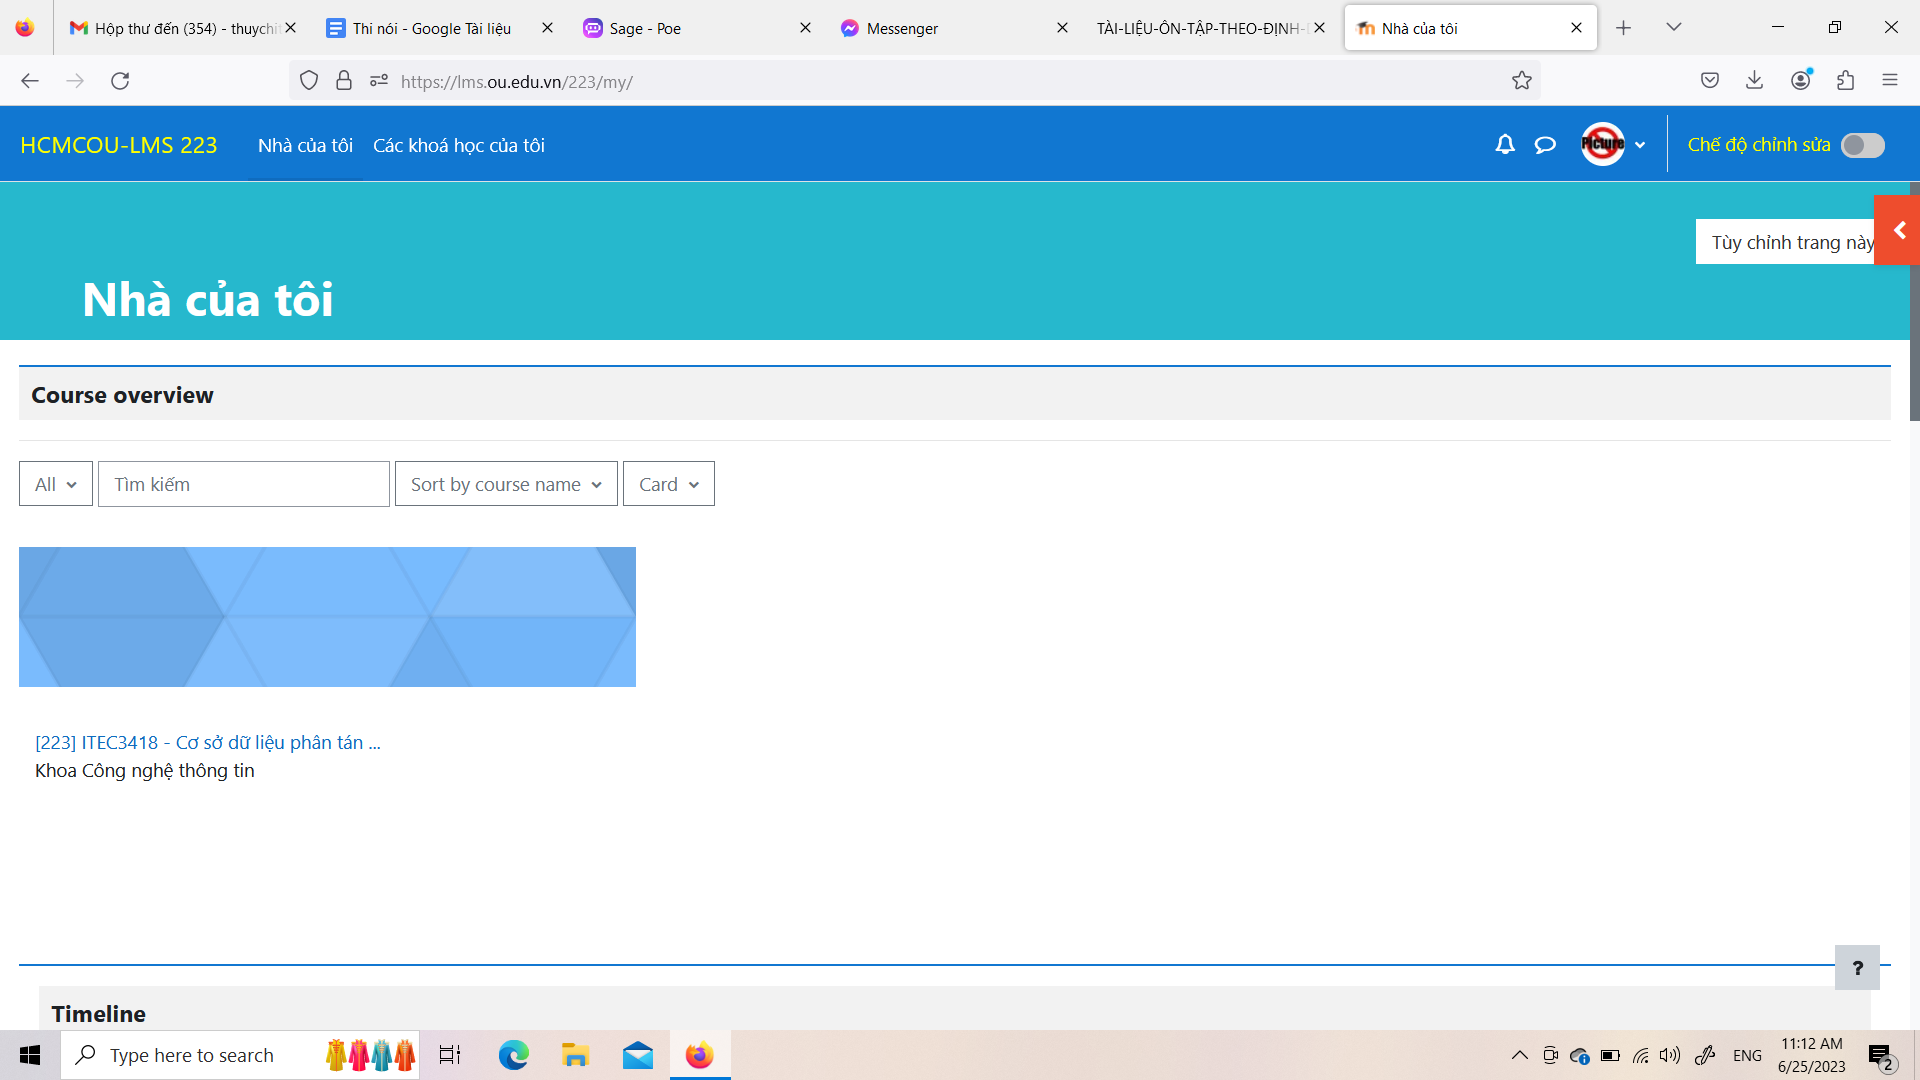 Hộp thư đến (354) - thuychi
Thi nói - Google Tài liệu
Sage - Poe
Messenger
TÀI-LIỆU-ÔN-TẬP-THEO-ĐỊNH-
Nhà của tôi
https://lms.ou.edu.vn/223/my/
HCMCOU-LMS 223
Nhà của tôi
Các khoá học của tôi
Picture
Chế độ chỉnh sửa
Tùy chỉnh trang này
Nhà của tôi
Course overview
All
Tìm kiếm
Sort by course name
Card
[223] ITEC3418 - Cơ sở dữ liệu phân tán ...
Khoa Công nghệ thông tin
?
Timeline
Type here to search
ENG
11:12 AM
6/25/2023
2